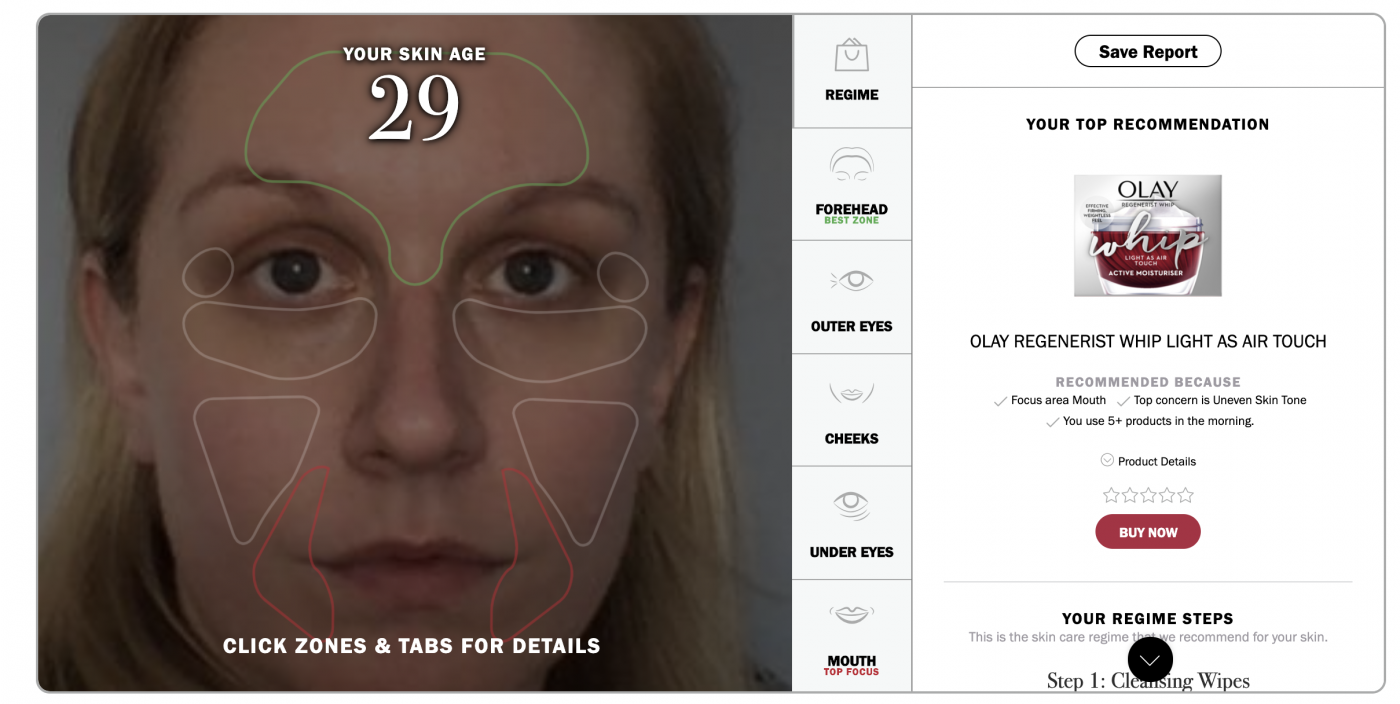 YOUR SKIN AGE
29
CLICK ZONES & TABS FOR DETAILS
REGIME
FOREHEAD
BEST ZONE
OUTER EYES
CHEEKS
UNDER EYES
MOUTH
TOP FOCUS
Save Report
YOUR TOP RECOMMENDATION
OLAY
REGENERIST WHIP
EFFECTIVE
FIRMING,
WEIGHTLESS
FEEL
whip
LIGHT AS AIR
TOUCH
ACTIVE MOISTURISER
OLAY REGENERIST WHIP LIGHT AS AIR TOUCH
RECOMMENDED BECAUSE
Focus area Mouth Top concern is Uneven Skin Tone
You use 5+ products in the morning.
Product Details
BUY NOW
YOUR REGIME STEPS
This is the skin care regime that we recommend for your skin.
Step 1: Cleansing Wipes